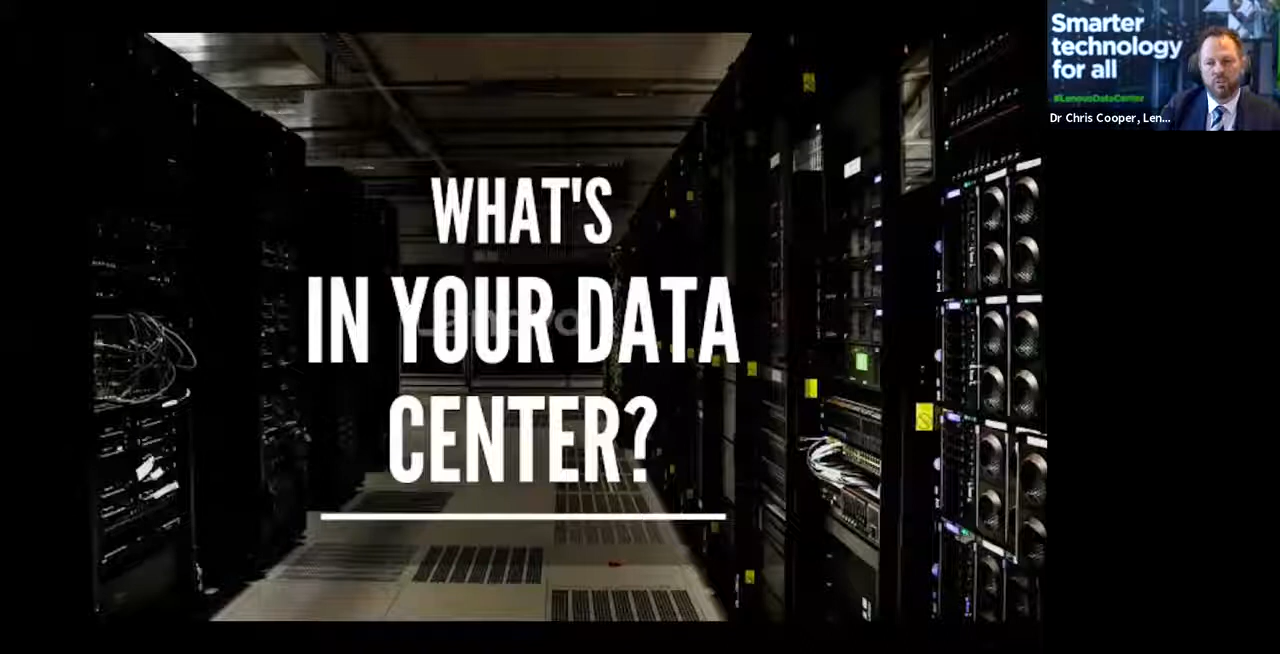 WHAT'S
IN YOUR DATA
CENTER?
Smarter
technology
for all
#LenovoDataCenter
Dr Chris Cooper, Len...